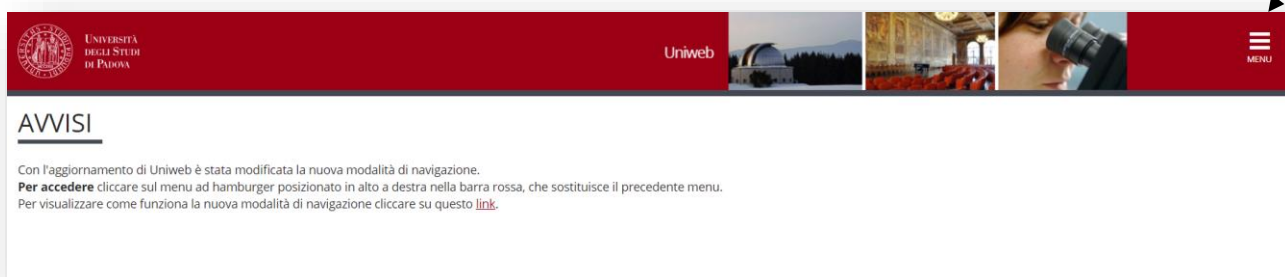 UNIVERSITÀ
DEGLI STUDI
DI PADOVA
Uniweb
MENU
AVVISI
Con l'aggiornamento di Uniweb è stata modificata la nuova modalità di navigazione.
Per accedere cliccare sul menu ad hamburger posizionato in alto a destra nella barra rossa, che sostituisce il precedente menu.
Per visualizzare come funziona la nuova modalità di navigazione cliccare su questo link.